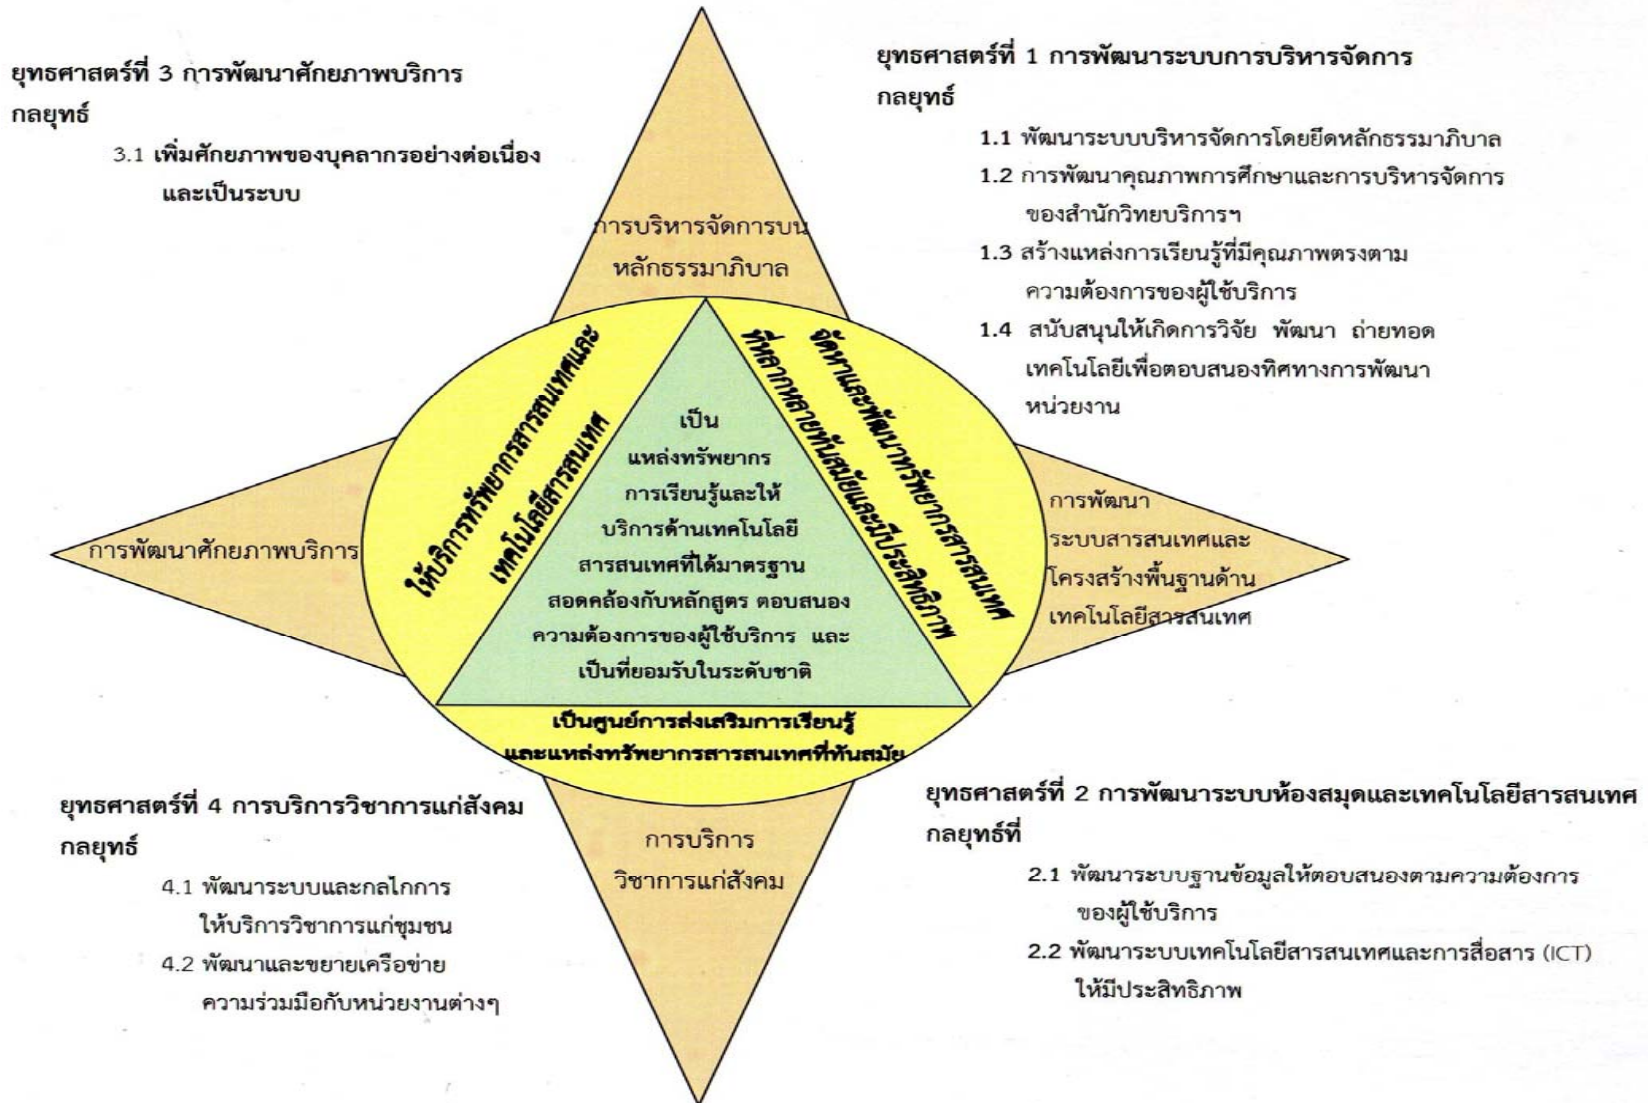 ยุทธศาสตร์ที่ 3 การพัฒนาศักยภาพบริการ
กลยุทธ์
3.1 เพิ่มศักยภาพของบุคลากรอย่างต่อเนื่อง
และเป็นระบบ
ยุทธศาสตร์ที่ 1 การพัฒนาระบบการบริหารจัดการ
กลยุทธ์
1.1 พัฒนาระบบบริหารจัดการโดยยึดหลักธรรมาภิบาล
1.2 การพัฒนาคุณภาพการศึกษาและการบริหารจัดการ
ของสำนักวิทยบริการฯ
1.3 สร้างแหล่งการเรียนรู้ที่มีคุณภาพตรงตาม
ความต้องการของผู้ใช้บริการ
1.4 สนับสนุนให้เกิดการวิจัย พัฒนา ถ่ายทอด
เทคโนโลยีเพื่อตอบสนองทิศทางการพัฒนา
หน่วยงาน
การบริหารจัดการบน
หลักธรรมาภิบาล
ให้บริการทรัพยากรสารสนเทศและ
เทคโนโลยีสารสนเทศ
จัดหาและพัฒนาทรัพยากรสารสนเทศ
ที่หลากหลายทันสมัยและมีประสิทธิภาพ
เป็น
แหล่งทรัพยากร
การเรียนรู้และให้
บริการด้านเทคโนโลยี
สารสนเทศที่ได้มาตรฐาน
สอดคล้องกับหลักสูตร ตอบสนอง
ความต้องการของผู้ใช้บริการ และ
เป็นที่ยอมรับในระดับชาติ
การพัฒนาศักยภาพบริการ
การพัฒนา
ระบบสารสนเทศและ
โครงสร้างพื้นฐานด้าน
เทคโนโลยีสารสนเทศ
เป็นศูนย์การส่งเสริมการเรียนรู้
และแหล่งทรัพยากรสารสนเทศที่ทันสมัย
ยุทธศาสตร์ที่ 4 การบริการวิชาการแก่สังคม
กลยุทธ์
4.1 พัฒนาระบบและกลไกการ
ให้บริการวิชาการแก่ชุมชน
4.2 พัฒนาและขยายเครือข่าย
ความร่วมมือกับหน่วยงานต่างๆ
การบริการ
วิชาการแก่สังคม
ยุทธศาสตร์ที่ 2 การพัฒนาระบบห้องสมุดและเทคโนโลยีสารสนเทศ
กลยุทธ์ที่
2.1 พัฒนาระบบฐานข้อมูลให้ตอบสนองตามความต้องการ
ของผู้ใช้บริการ
2.2 พัฒนาระบบเทคโนโลยีสารสนเทศและการสื่อสาร (ICT)
ให้มีประสิทธิภาพ